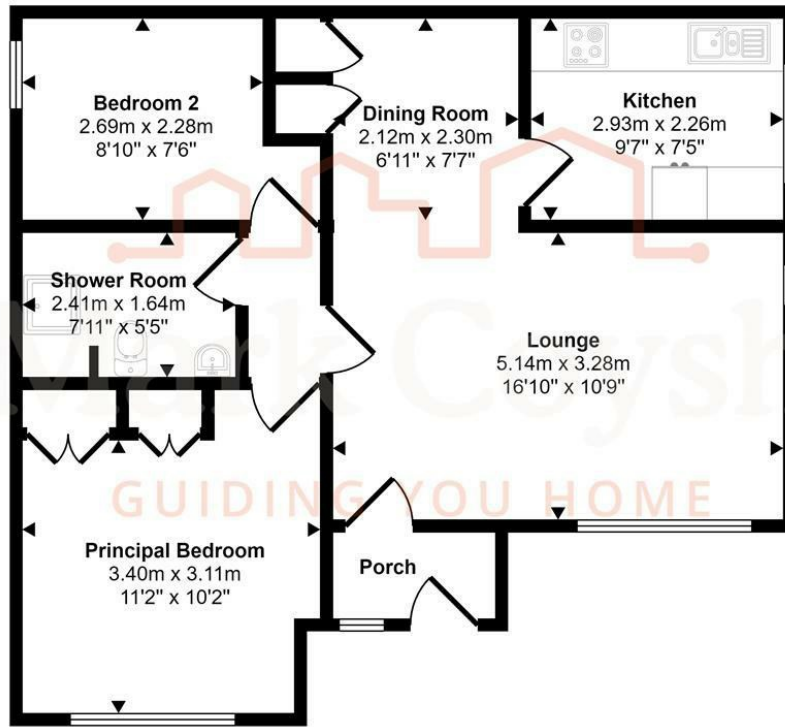 Bedroom 2
2.69m x 2.28m
8'10" x 7'6"
Dining Room
2.12m x 2.30m
6'11" x 7'7"
Kitchen
2.93m x 2.26m
9'7" x 7'5"
Shower Room
2.41m x 1.64m
7'11" x 5'5"
Lounge
5.14m x 3.28m
16'10" x 10'9"
Mark Coysh
GUIDING YOU HOME
Principal Bedroom
3.40m x 3.11m
11'2" x 10'2"
Porch